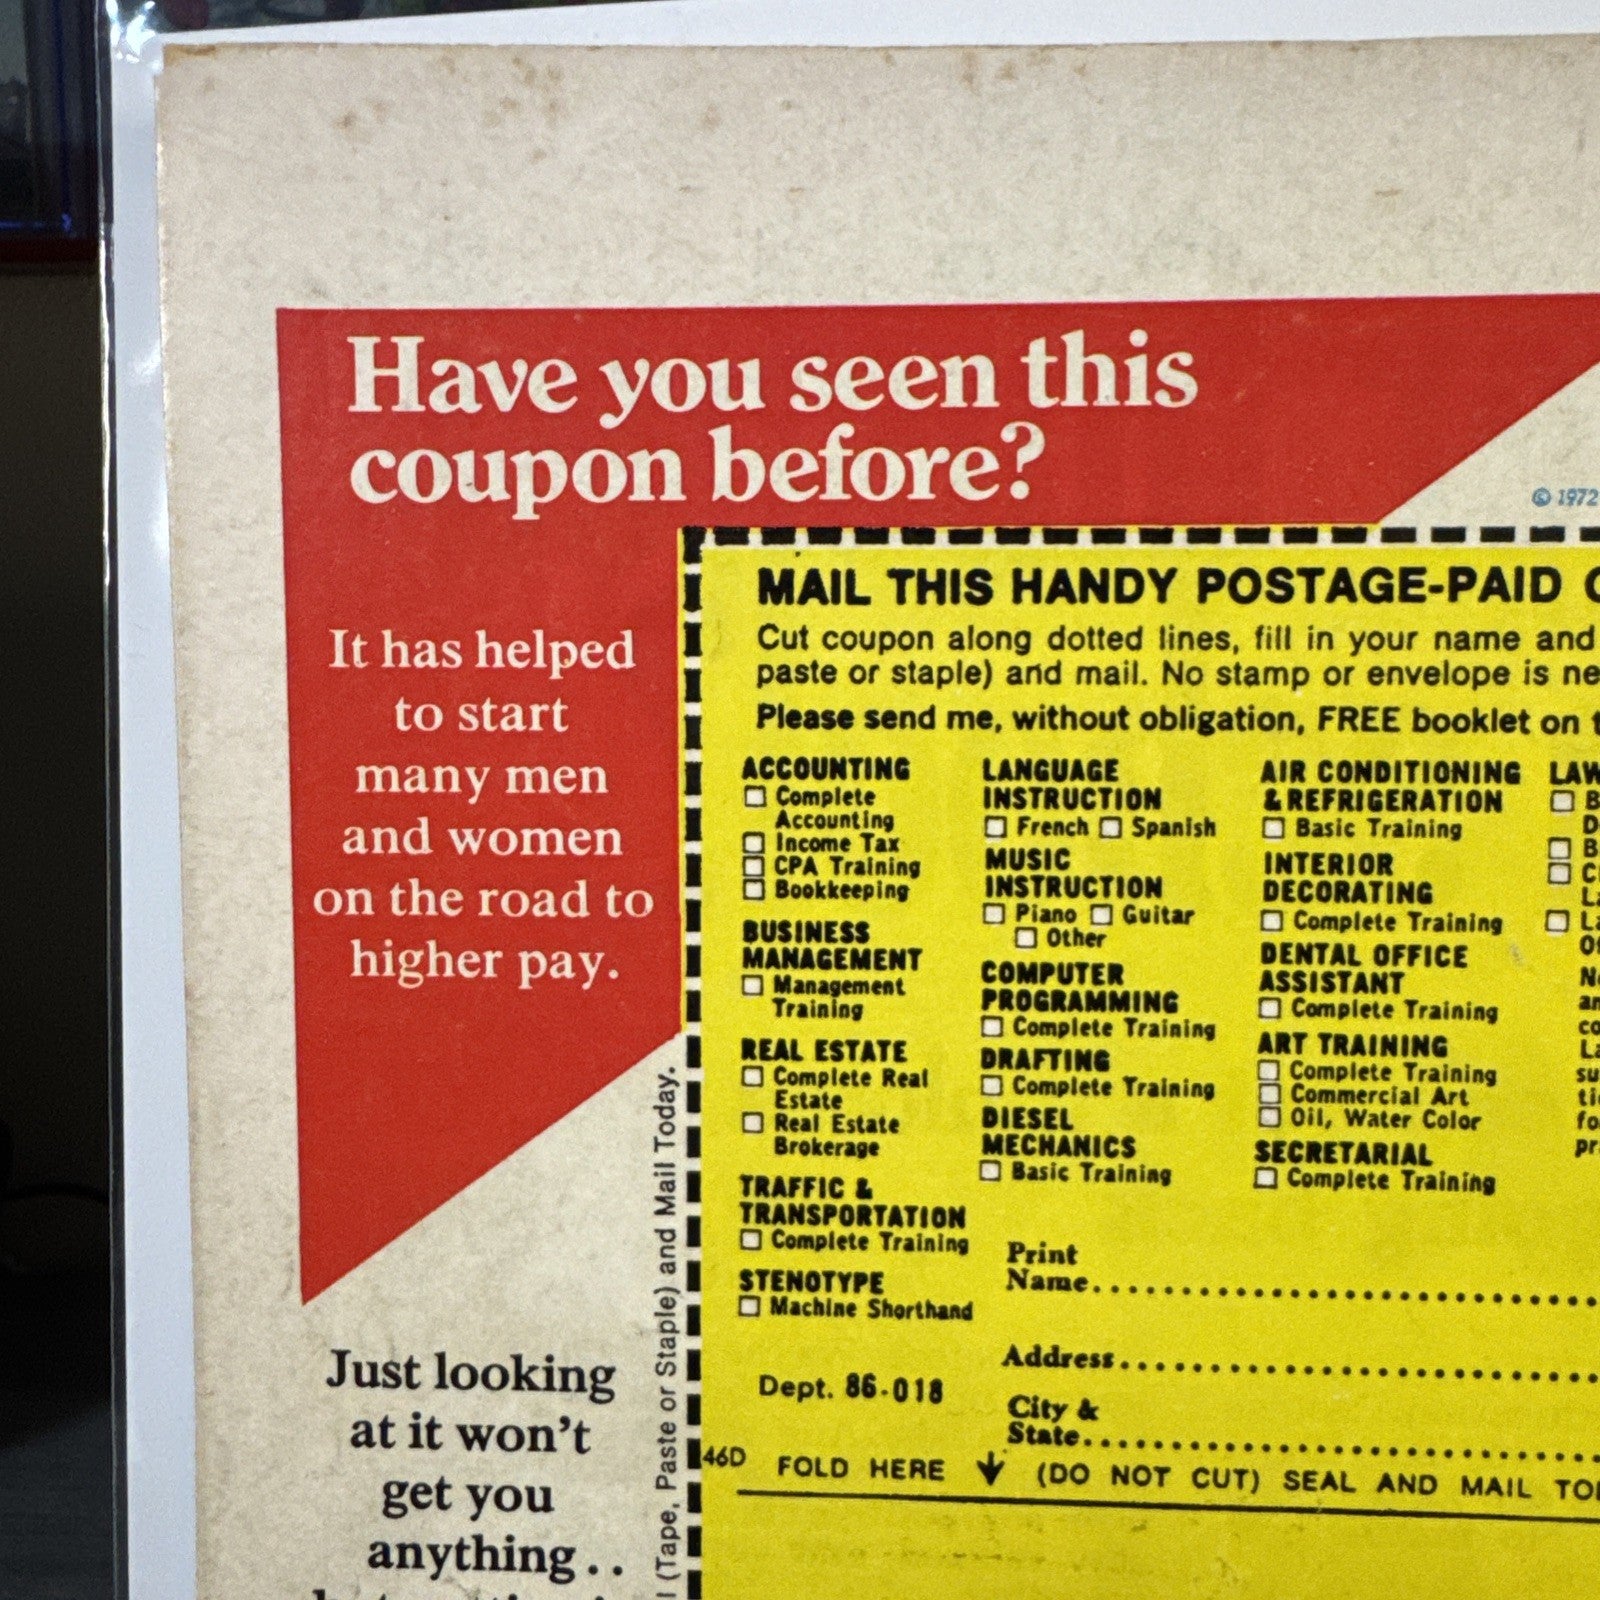 Have you seen this
coupon before?
© 1972
It has helped
to start
many men
and women
on the road to
higher pay.
Just looking
at it won't
get you
anything..
(Tape, Paste or Staple) and Mail Today.
MAIL THIS HANDY POSTAGE-PAID
Cut coupon along dotted lines, fill in your name and
paste or staple) and mail. No stamp or envelope is
Please send me, without obligation, FREE booklet on
ACCOUNTING
Complete
Accounting
Income Tax
CPA Training
Bookkeeping
BUSINESS
MANAGEMENT
Management
Training
REAL ESTATE
Complete Real
Estate
Real Estate
Brokerage
TRAFFIC &
TRANSPORTATION
Complete Training
STENOTYPE
Machine Shorthand
LANGUAGE
INSTRUCTION
French Spanish
MUSIC
INSTRUCTION
Piano Guitar
Other
COMPUTER
PROGRAMMING
Complete Training
DRAFTING
Complete Training
DIESEL
MECHANICS
Basic Training
AIR CONDITIONING
& REFRIGERATION
Basic Training
INTERIOR
DECORATING
Complete Training
DENTAL OFFICE
ASSISTANT
Complete Training
ART TRAINING
Complete Training
Commercial Art
Oil, Water Color
SECRETARIAL
Complete Training
LAW
Print
Name
Address
City &
State
Dept. 86-018
46D FOLD HERE (DO NOT CUT) SEAL AND MAIL